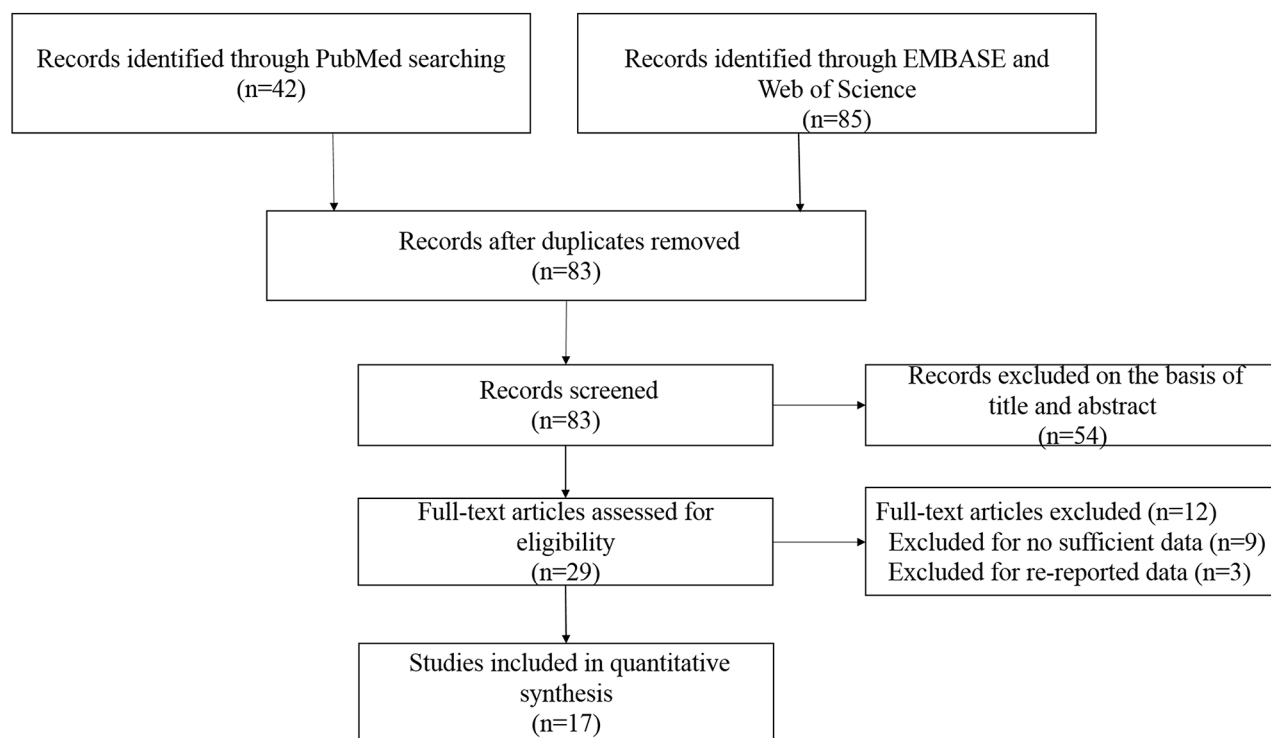 Records identified through PubMed searching
(n=42)
Records identified through EMBASE and
Web of Science
(n=85)
Records after duplicates removed
(n=83)
Records screened
(n=83)
Records excluded on the basis of
title and abstract
(n=54)
Full-text articles assessed for
eligibility
(n=29)
Full-text articles excluded (n=12)
Excluded for no sufficient data (n=9)
Excluded for re-reported data (n=3)
Studies included in quantitative
synthesis
(n=17)